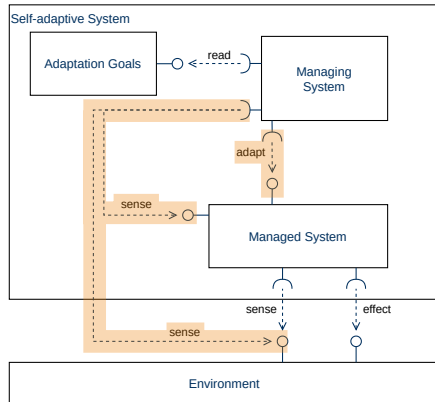 Self-adaptive System
Adaptation Goals
read
Managing
System
adapt
sense
Managed System
sense
effect
sense
Environment